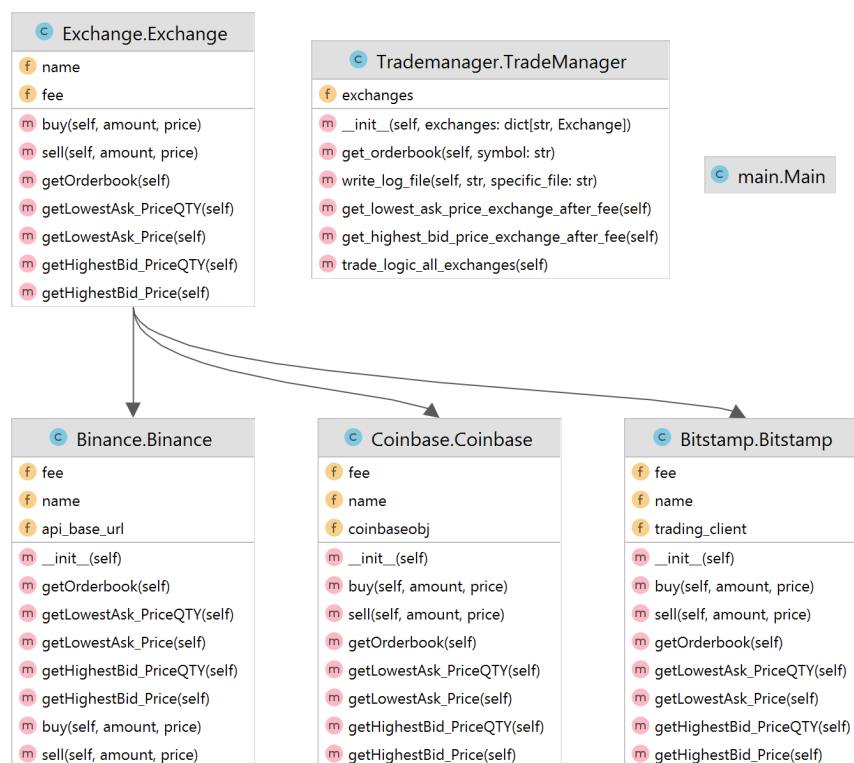 Exchange.Exchange
name
fee
buy(self, amount, price)
sell(self, amount, price)
getOrderbook(self)
getLowestAsk_PriceQTY(self)
getLowestAsk_Price(self)
getHighestBid_PriceQTY(self)
getHighestBid_Price(self)
Trademanager.TradeManager
exchanges
__init__(self, exchanges: dict[str, Exchange])
get_orderbook(self, symbol: str)
write_log_file(self, str, specific_file: str)
get_lowest_ask_price_exchange_after_fee(self)
get_highest_bid_price_exchange_after_fee(self)
trade_logic_all_exchanges(self)
main.Main
Binance.Binance
fee
name
api_base_url
__init__(self)
getOrderbook(self)
getLowestAsk_PriceQTY(self)
getLowestAsk_Price(self)
getHighestBid_PriceQTY(self)
getHighestBid_Price(self)
buy(self, amount, price)
sell(self, amount, price)
Coinbase.Coinbase
fee
name
coinbaseobj
__init__(self)
buy(self, amount, price)
sell(self, amount, price)
getOrderbook(self)
getLowestAsk_PriceQTY(self)
getLowestAsk_Price(self)
getHighestBid_PriceQTY(self)
getHighestBid_Price(self)
Bitstamp.Bitstamp
fee
name
trading_client
__init__(self)
buy(self, amount, price)
sell(self, amount, price)
getOrderbook(self)
getLowestAsk_PriceQTY(self)
getLowestAsk_Price(self)
getHighestBid_PriceQTY(self)
getHighestBid_Price(self)